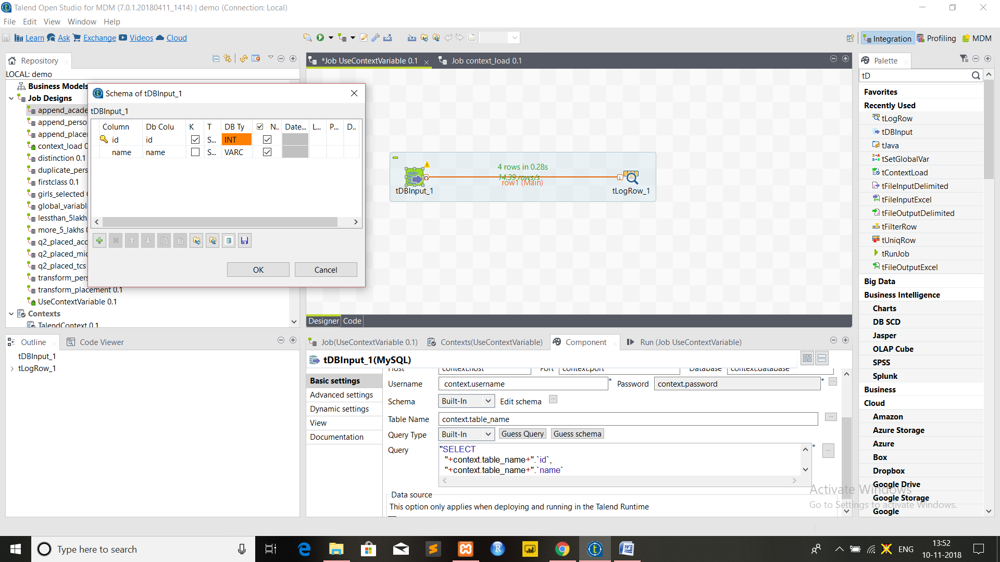 Talend Open Studio for MDM (7.0.1.20180411_1414) | demo (Connection: Local)
File Edit View Window Help
Learn Ask Exchange Videos Cloud
Integration Profiling MDM
Repository
LOCAL: demo
Business Models
Job Designs
append_acade
append_perso
append_placer
context_load 0
distinction 0.1
duplicate_pers
firstclass 0.1
girls_selected
global_variabl
lessthan_5lakh
more_5_lakhs
q2_placed_acc
q2_placed_mic
q2_placed_tcs
transform_pers
transform_placement 0.1
UseContextVariable 0.1
Contexts
TalendContext 0.1
Schema of tDBInput_1
tDBInput_1
Column Db Colu K T DB Ty N.. Date... L... P... D..
id id S... INT
name name S... VARC
OK Cancel
*Job UseContextVariable 0.1 Job context_load 0.1
4 rows in 0.28s
14.39 rows/s
row1 (Main)
tDBInput_1 tLogRow_1
Designer Code
Palette
tD
Favorites
Recently Used
tLogRow
tDBInput
tJava
tSetGlobalVar
tContextLoad
tFileInputDelimited
tFileInputExcel
tFileOutputDelimited
tFilterRow
tUniqRow
tRunJob
tFileOutputExcel
Big Data
Business Intelligence
Charts
DB SCD
Jasper
OLAP Cube
SPSS
Splunk
Business
Cloud
Amazon
Azure Storage
Azure
Box
Dropbox
Google Drive
Google Storage
Google
Outline Code Viewer
tDBInput_1
tLogRow_1
Job(UseContextVariable 0.1) Contexts(UseContextVariable) Component Run (Job UseContextVariable)
tDBInput_1(MySQL)
Basic settings
Advanced settings
Dynamic settings
View
Documentation
Host context.host Port context.port Database context.database
Username context.username * Password context.password * ...
Schema Built-In Edit schema ...
Table Name context.table_name ...
Query Type Built-In Guess Query Guess schema
Query "SELECT * ...
"+context.table_name+".`id`,
"+context.table_name+".`name`
Data source
This option only applies when deploying and running in the Talend Runtime
Activate Windows
Go to Settings to activate Windows.
Type here to search
ENG
13:52
10-11-2018